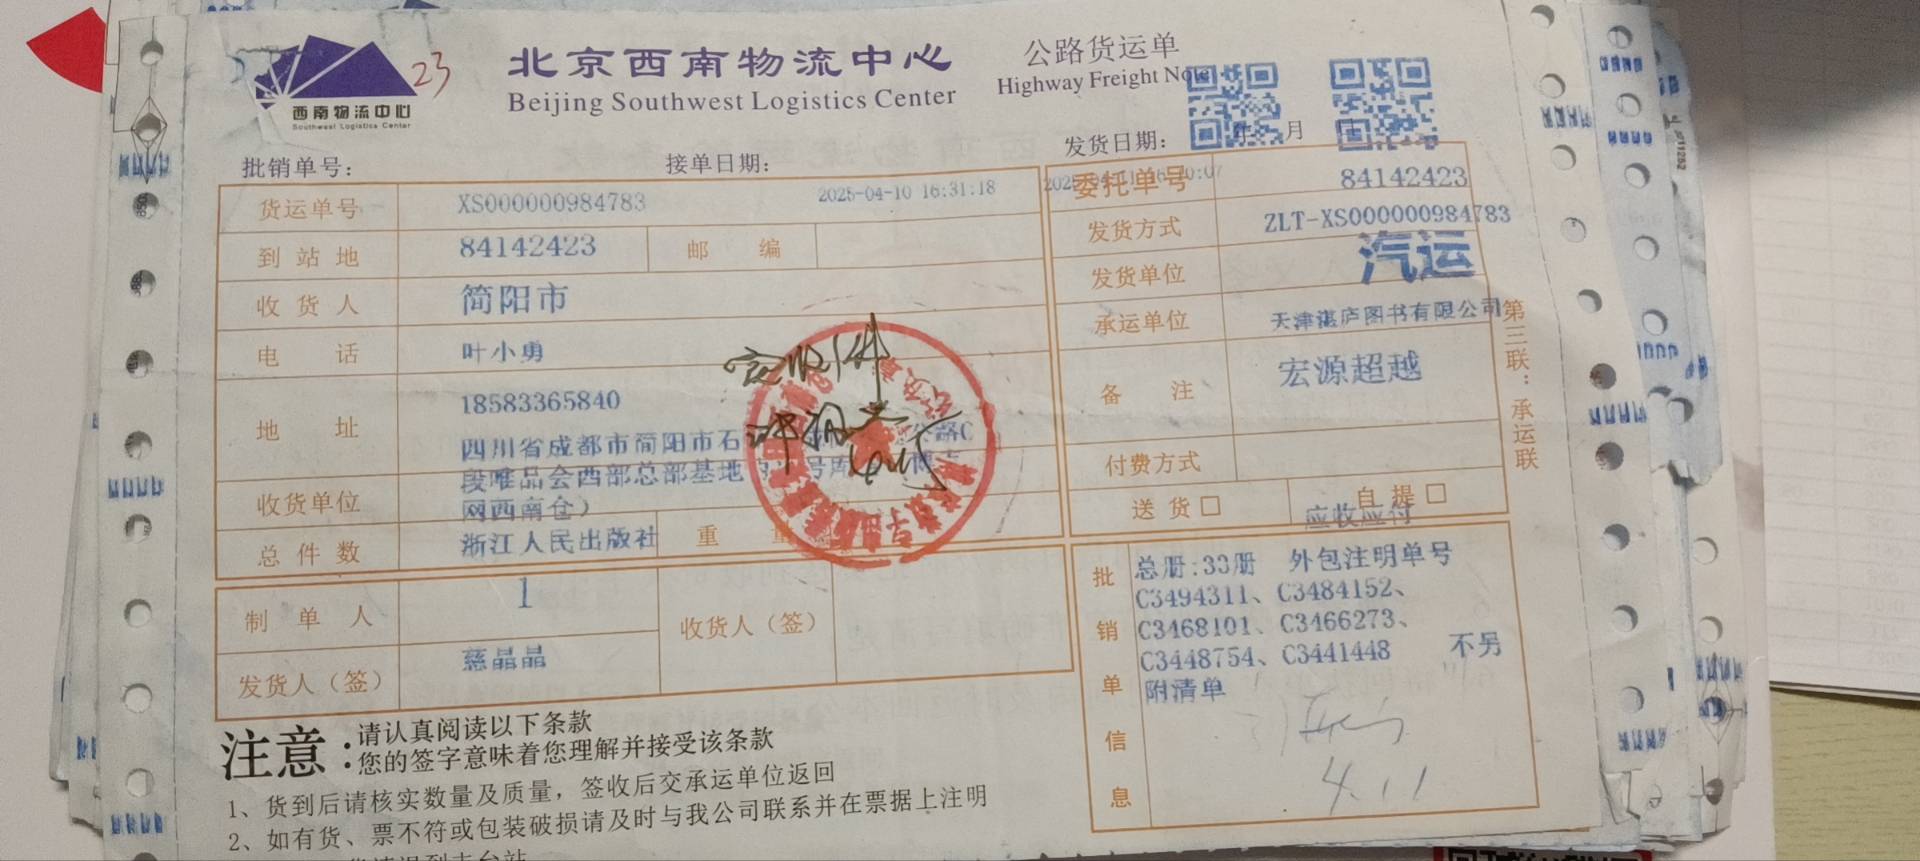 23
西南物流中心
Southwest Logistics Center
北京西南物流中心
Beijing Southwest Logistics Center
公路货运单
Highway Freight Note
批销单号：
接单日期：
发货日期： 年 月 日
货运单号 XS000000984783 2025-04-10 16:31:18
委托单号 84142423
到站地 84142423 邮编
发货方式 ZLT-XS000000984783
收货人 简阳市
发货单位 汽运
电话 叶小勇
承运单位 天津湛庐图书有限公司
地址 18583365840
四川省成都市简阳市石
段唯品会西部总部基地
备注 宏源超越
收货单位 网西南仓）
付费方式
总件数 浙江人民出版社 重
送货□ 自提□
应收应付
制单人 1 收货人（签）
发货人（签） 慈晶晶
批销单信息
总册:33册 外包注明单号
C3494311、C3484152、
C3468101、C3466273、
C3448754、C3441448 不另
附清单
4.11
第三联：承运联
注意：
请认真阅读以下条款
您的签字意味着您理解并接受该条款
1、货到后请核实数量及质量，签收后交承运单位返回
2、如有货、票不符或包装破损请及时与我公司联系并在票据上注明